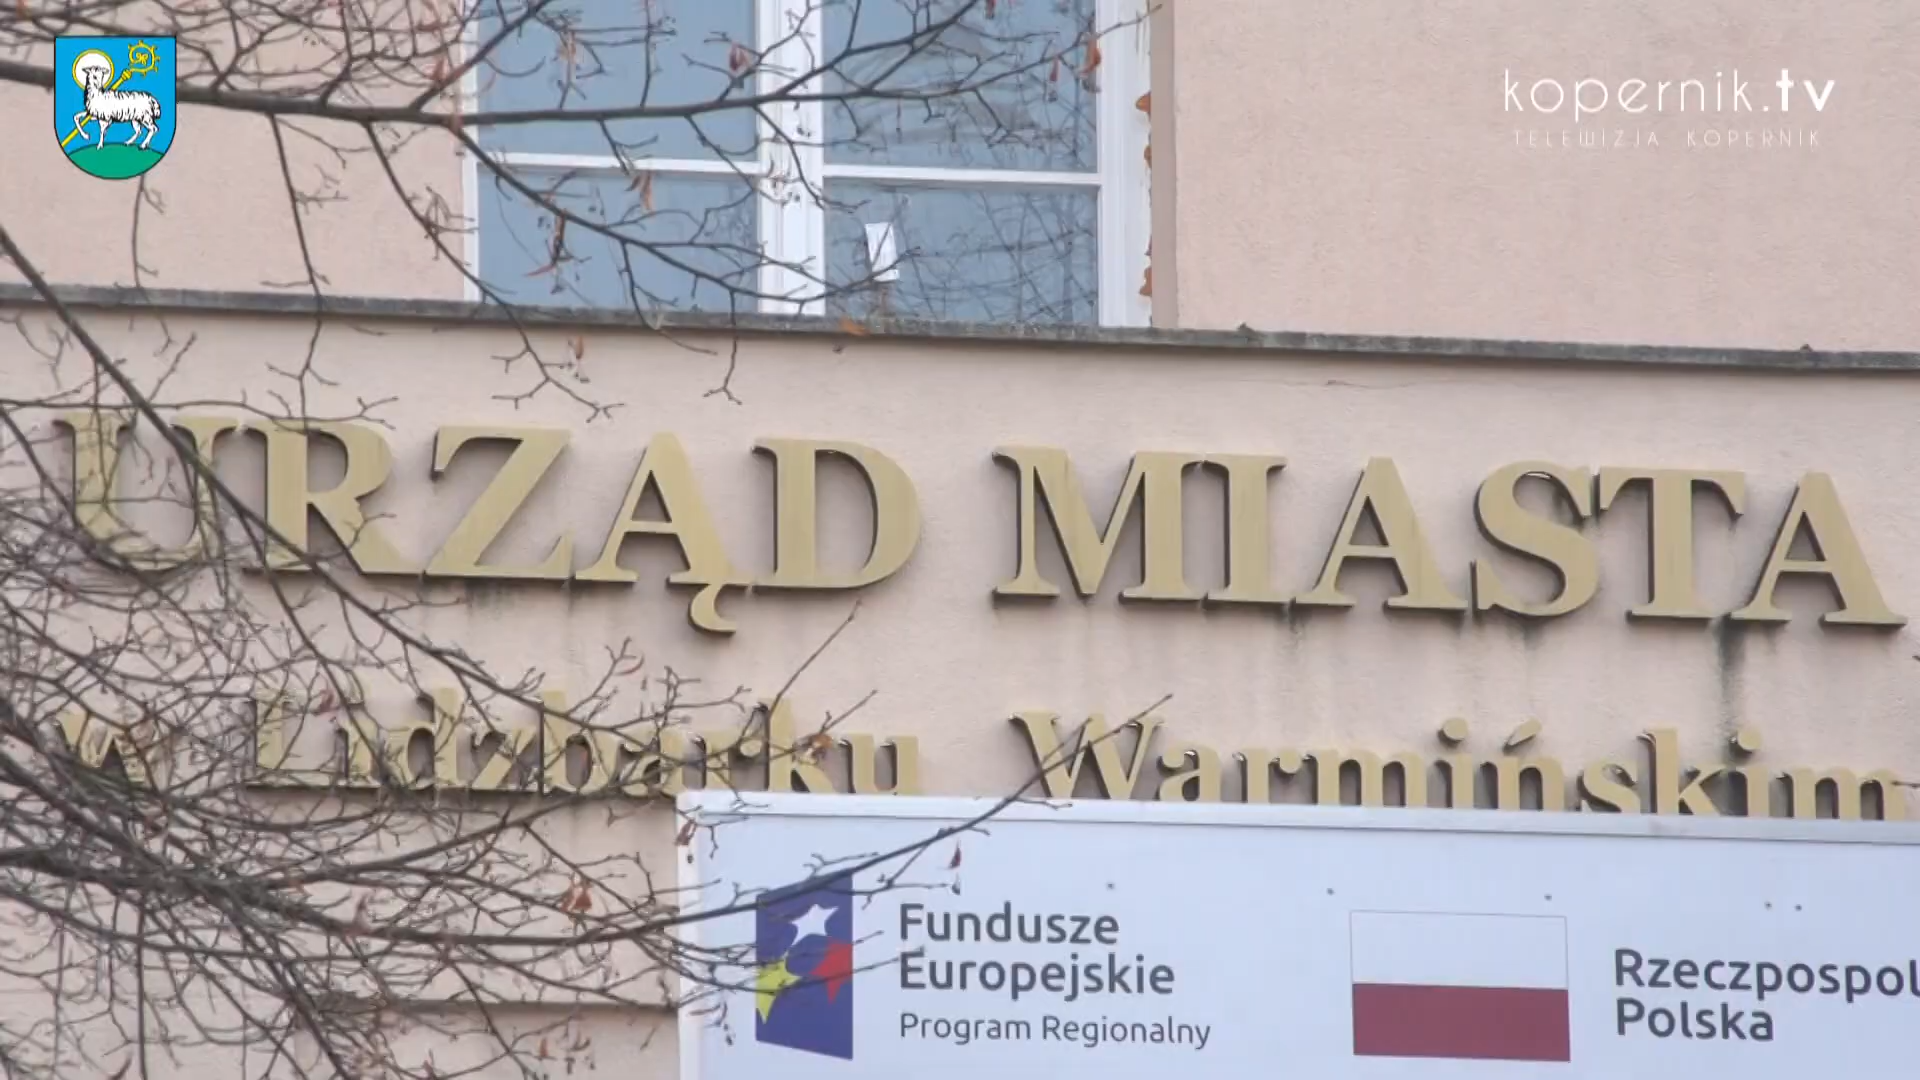 kopernik.tv
TELEWIZJA KOPERNIK
URZĄD MIASTA
w Lidzbarku Warmińskim
Fundusze
Europejskie
Program Regionalny
Rzeczpospol
Polska